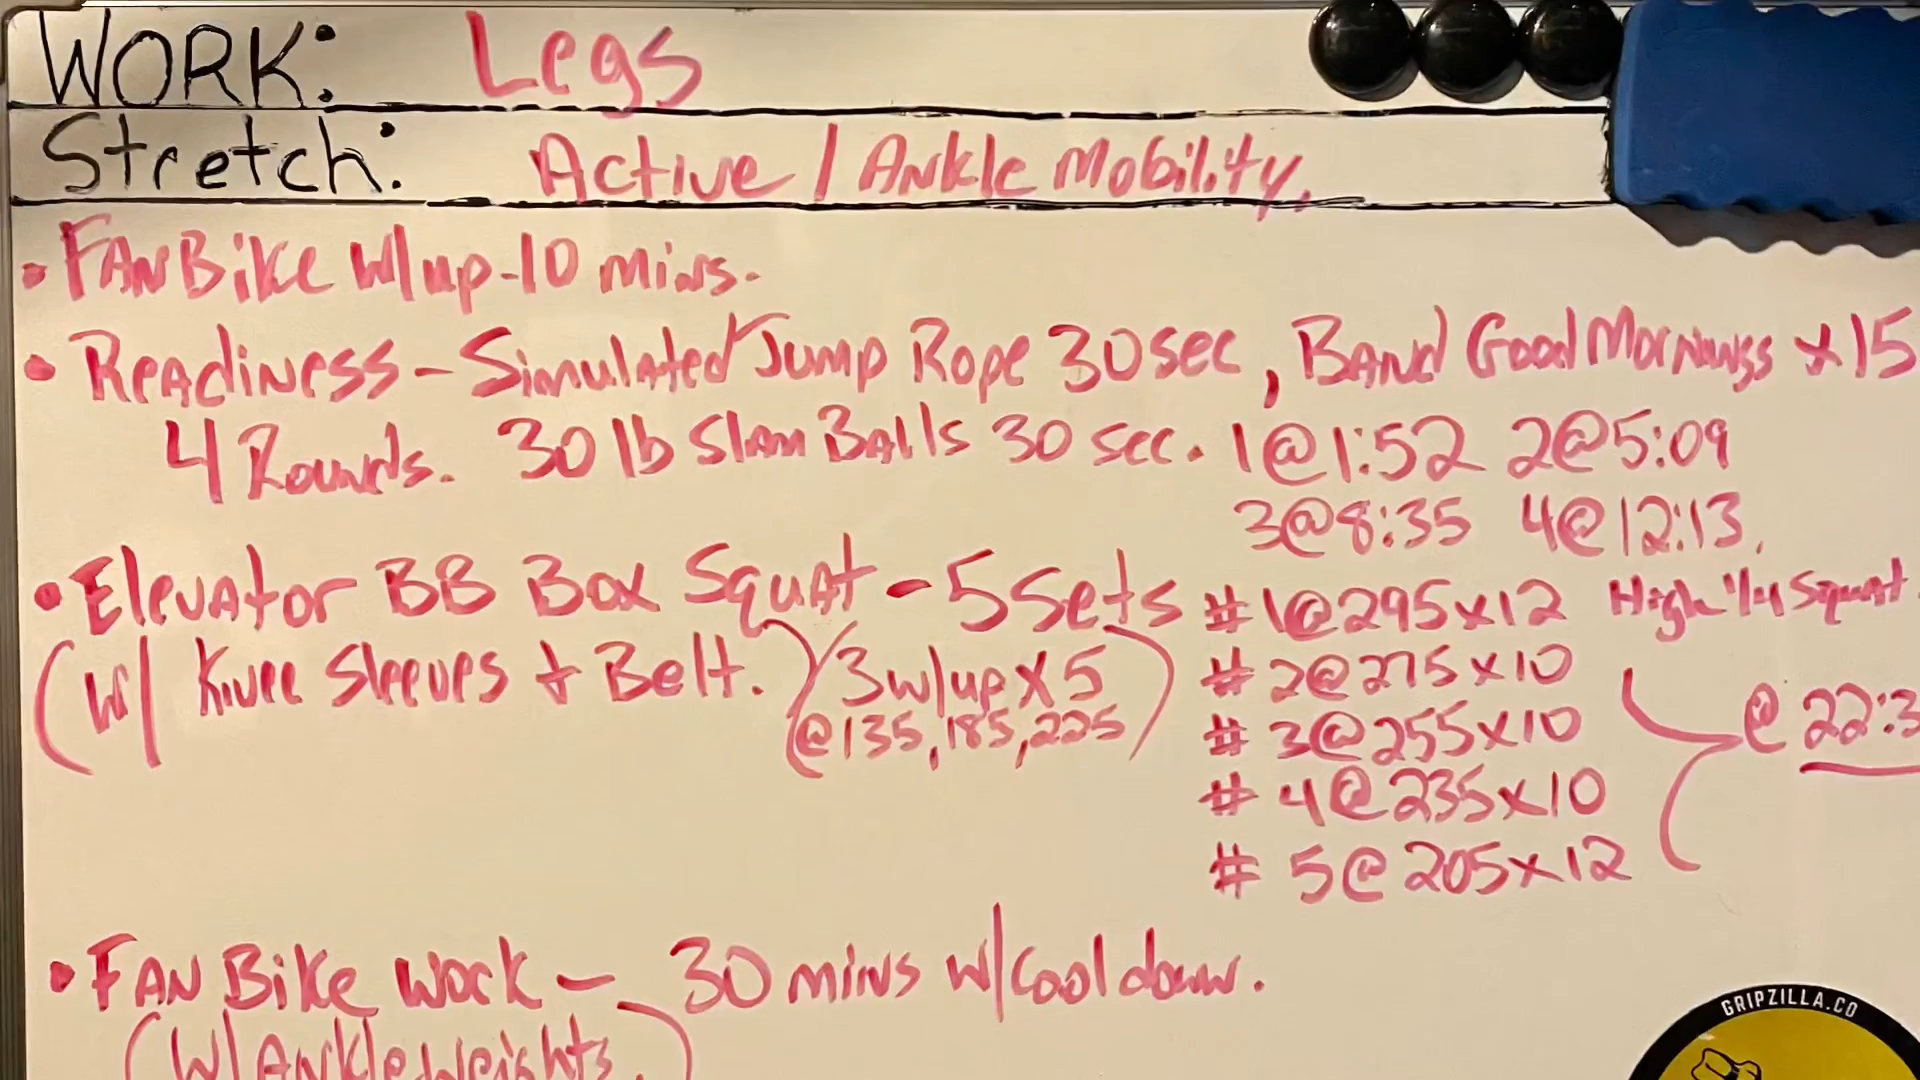 WORK: Legs
Stretch: Active / Ankle Mobility.
• Fan Bike w/up - 10 mins.
• Readiness - Simulated Jump Rope 30 sec, Band Good Mornings x 15
4 Rounds. 30 lb Slam Balls 30 sec. 1@1:52 2@5:09
3@8:35 4@12:13.
• Elevator BB Box Squat - 5 Sets #1@295x12 High 1/4 Squat
(w/ Knee Sleeves + Belt.) (3 w/up x 5 #2@275x10
@135, 185, 225) #3@255x10 @ 22:3
#4@235x10
#5@205x12
• Fan Bike Work - 30 mins w/cool down.
(w/ Ankle Weights.)
GRIPZILLA.CO